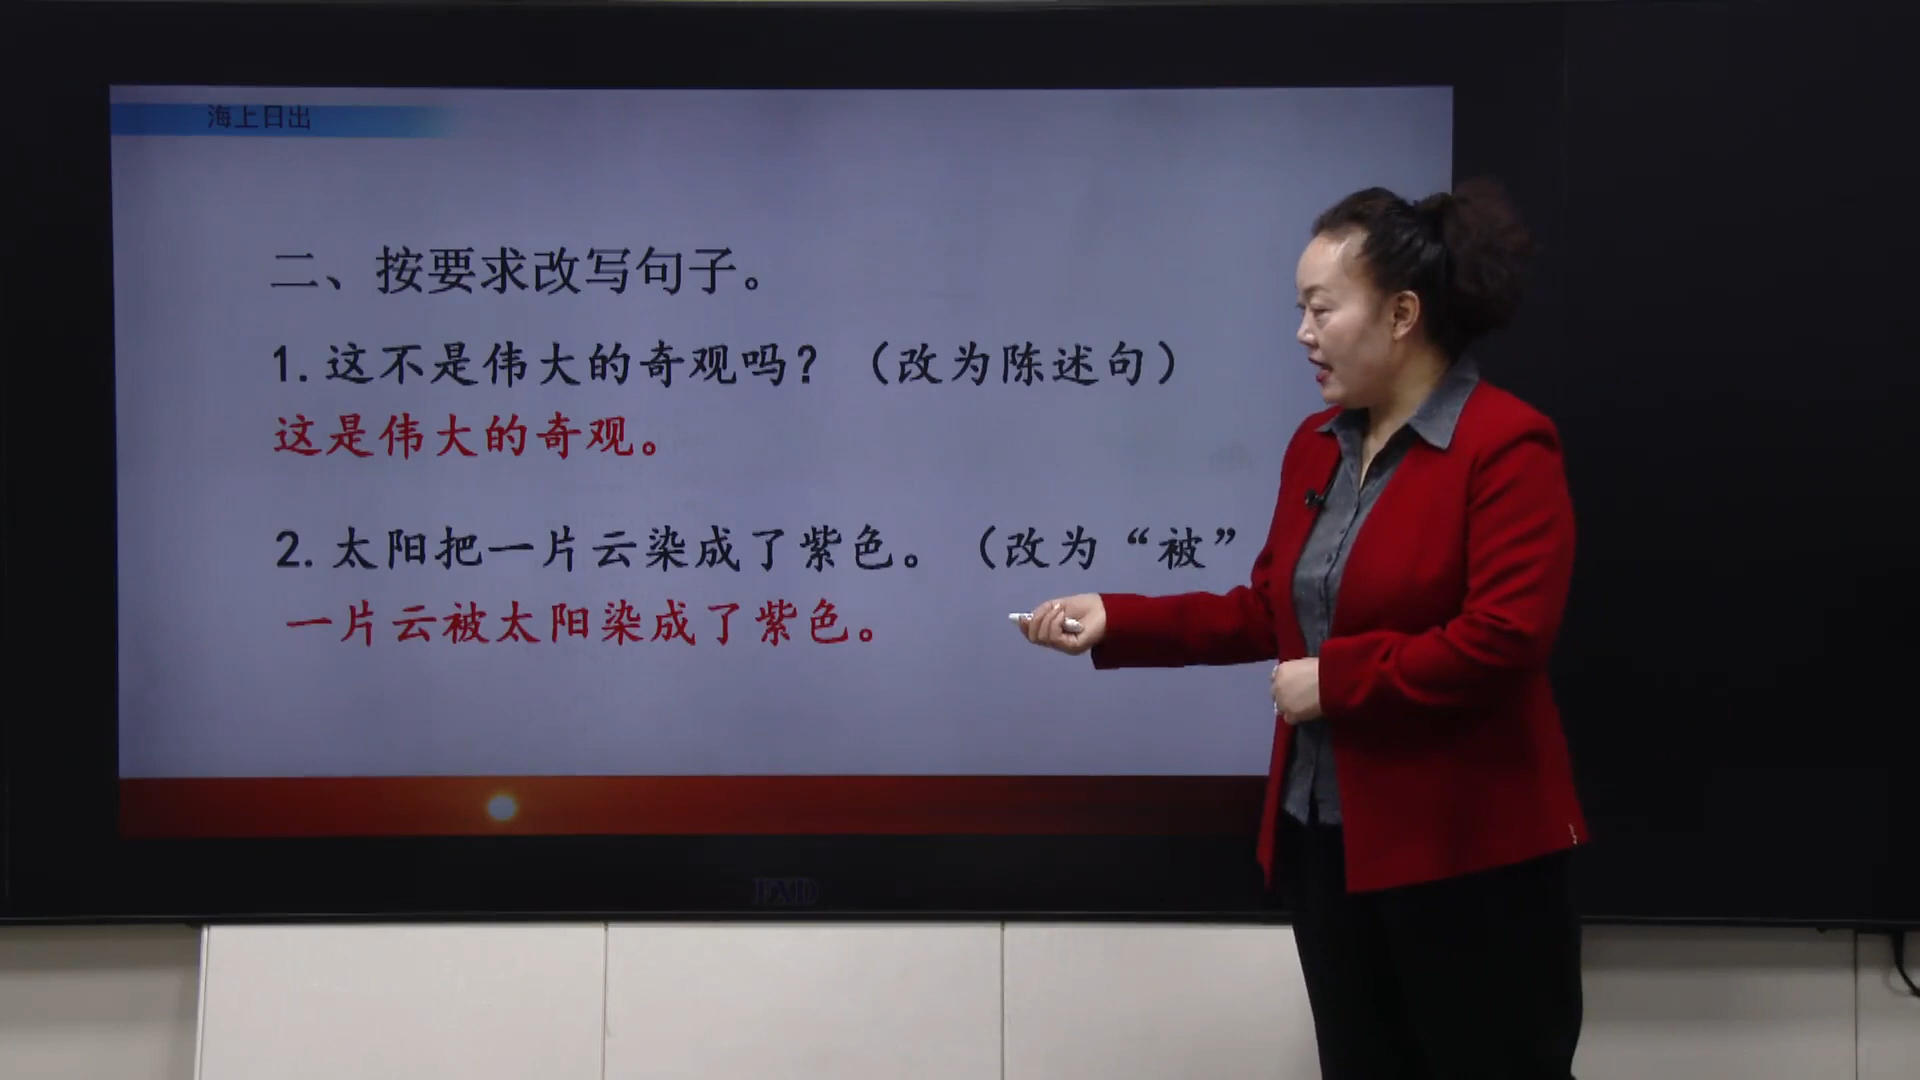 海上日出
二、按要求改写句子。
1.这不是伟大的奇观吗?（改为陈述句）
这是伟大的奇观。
2.太阳把一片云染成了紫色。（改为“被”
一片云被太阳染成了紫色。